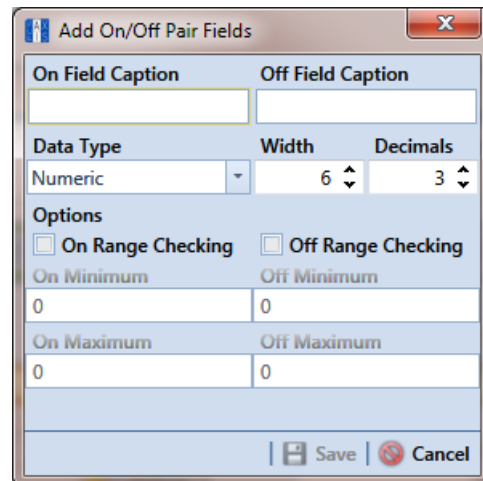 Add On/Off Pair Fields
On Field Caption Off Field Caption
Data Type Width Decimals
Numeric 6 3
Options
On Range Checking Off Range Checking
On Minimum Off Minimum
0 0
On Maximum Off Maximum
0 0
Save Cancel